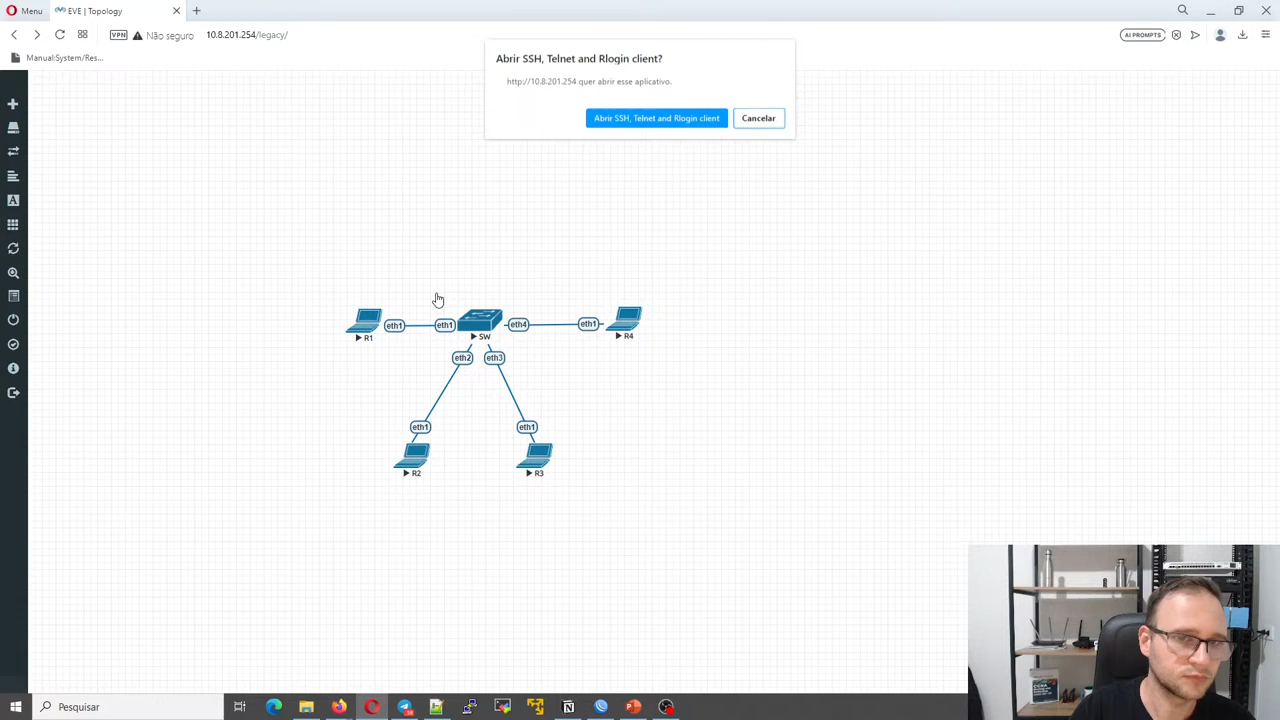 Menu
EVE | Topology
VPN
Não seguro
10.8.201.254/legacy/
AI PROMPTS
Manual:System/Res...
Abrir SSH, Telnet and Rlogin client?
http://10.8.201.254 quer abrir esse aplicativo.
Abrir SSH, Telnet and Rlogin client
Cancelar
eth1
eth1
eth4
eth1
R1
SW
R4
eth2
eth3
eth1
eth1
R2
R3
CCNA
Pesquisar